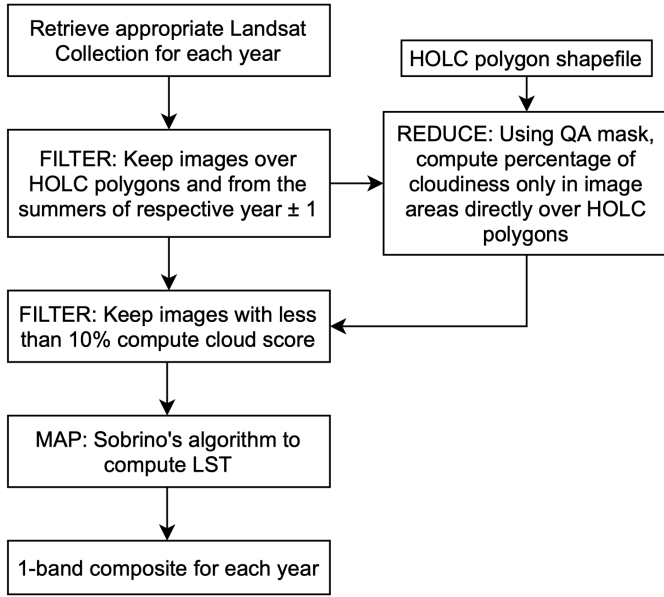 Retrieve appropriate Landsat
Collection for each year
HOLC polygon shapefile
FILTER: Keep images over
HOLC polygons and from the
summers of respective year ± 1
REDUCE: Using QA mask,
compute percentage of
cloudiness only in image
areas directly over HOLC
polygons
FILTER: Keep images with less
than 10% compute cloud score
MAP: Sobrino's algorithm to
compute LST
1-band composite for each year